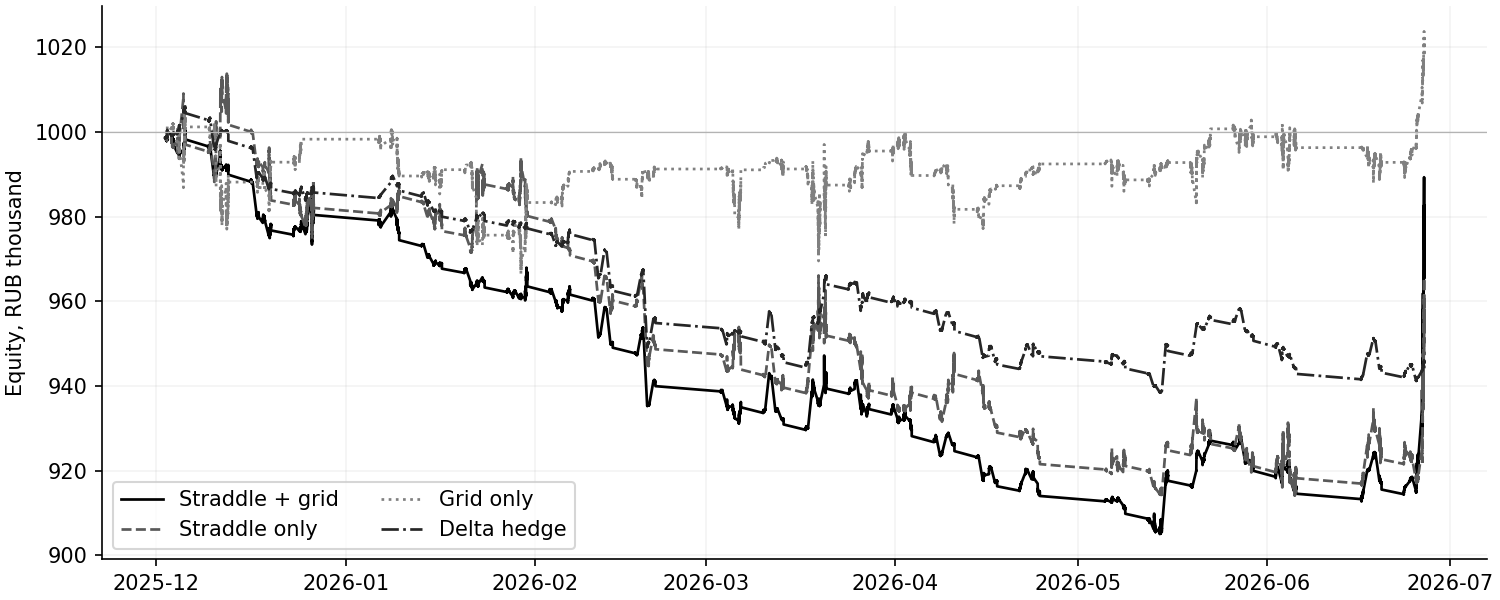 Equity, RUB thousand
1020
1000
980
960
940
920
900
Straddle + grid
Straddle only
Grid only
Delta hedge
2025-12 2026-01 2026-02 2026-03 2026-04 2026-05 2026-06 2026-07